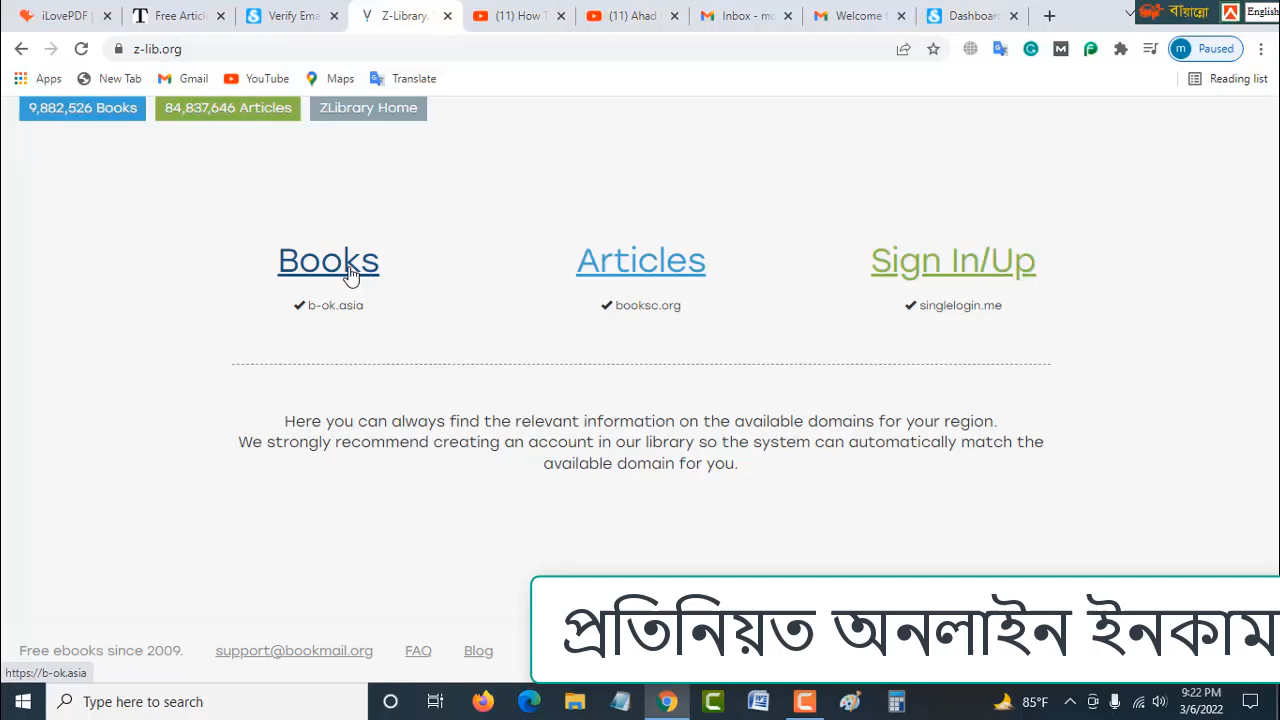 iLovePDF
Free Articl
Verify Ema
Z-Library.
(11) How T
(11) Ahad
Inbox - mo
Welcome
DashBoar
English
z-lib.org
Paused
Apps
New Tab
Gmail
YouTube
Maps
Translate
Reading list
9,882,526 Books
84,837,646 Articles
ZLibrary Home
Books
Articles
Sign In/Up
b-ok.asia
booksc.org
singlelogin.me
Here you can always find the relevant information on the available domains for your region.
We strongly recommend creating an account in our library so the system can automatically match the
available domain for you.
প্রতিনিয়ত অনলাইন ইনকাম
Free ebooks since 2009.
support@bookmail.org
FAQ
Blog
https://b-ok.asia
Type here to search
85°F
9:22 PM
3/6/2022